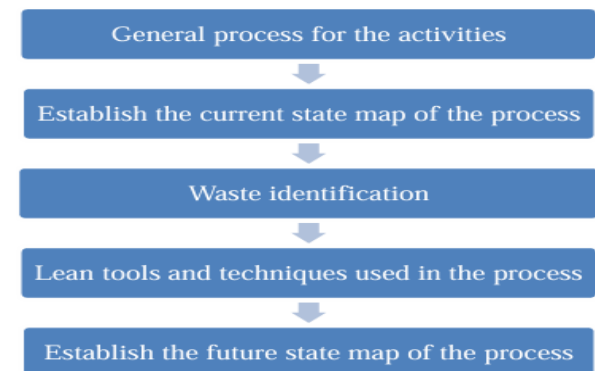 General process for the activities
Establish the current state map of the process
Waste identification
Lean tools and techniques used in the process
Establish the future state map of the process